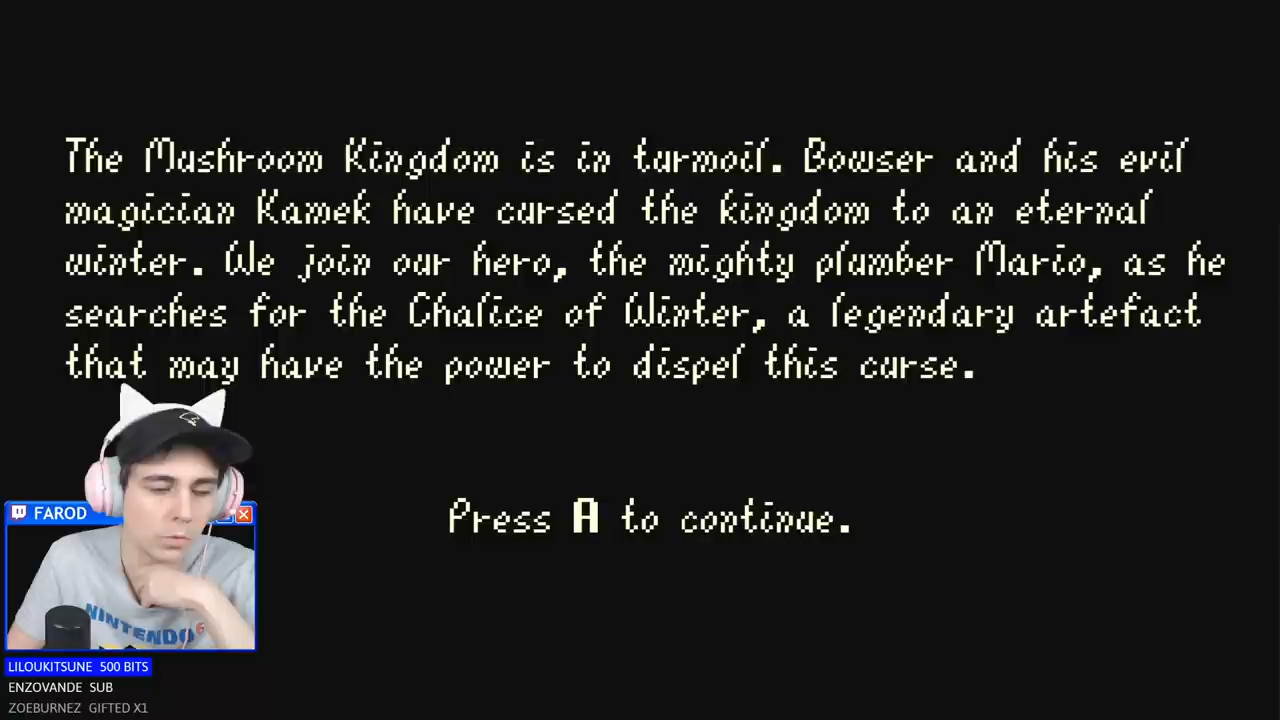 The Mushroom Kingdom is in turmoil. Bowser and his evil
magician Kamek have cursed the kingdom to an eternal
winter. We join our hero, the mighty plumber Mario, as he
searches for the Chalice of Winter, a legendary artefact
that may have the power to dispel this curse.
Press A to continue.
FAROD
NINTENDO
LILOUKITSUNE 500 BITS
ENZOVANDE SUB
ZOEBURNEZ GIFTED X1